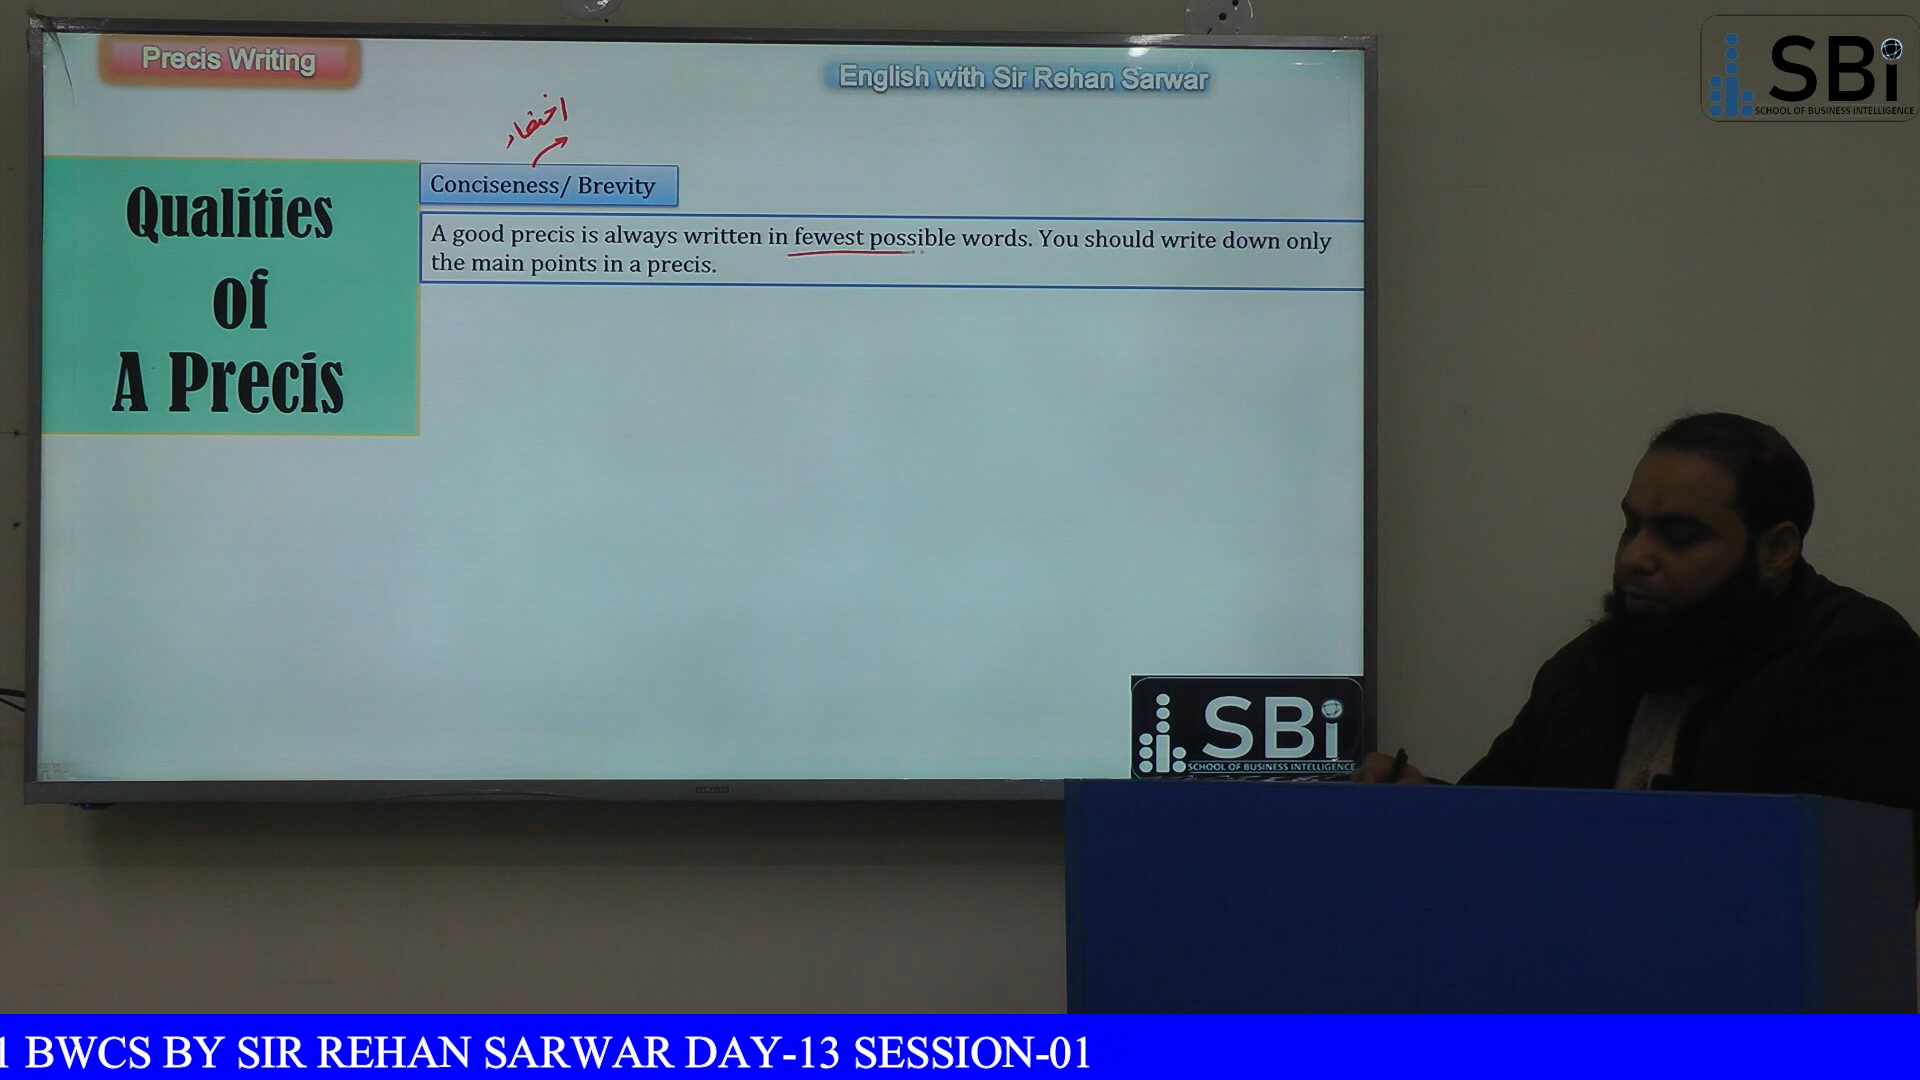 Precis Writing
English with Sir Rehan Sarwar
SBi
SCHOOL OF BUSINESS INTELLIGENCE
اختصار
Conciseness/ Brevity
Qualities
of
A Precis
A good precis is always written in fewest possible words. You should write down only
the main points in a precis.
SBi
SCHOOL OF BUSINESS INTELLIGENCE
SAMSUNG
1 BWCS BY SIR REHAN SARWAR DAY-13 SESSION-01